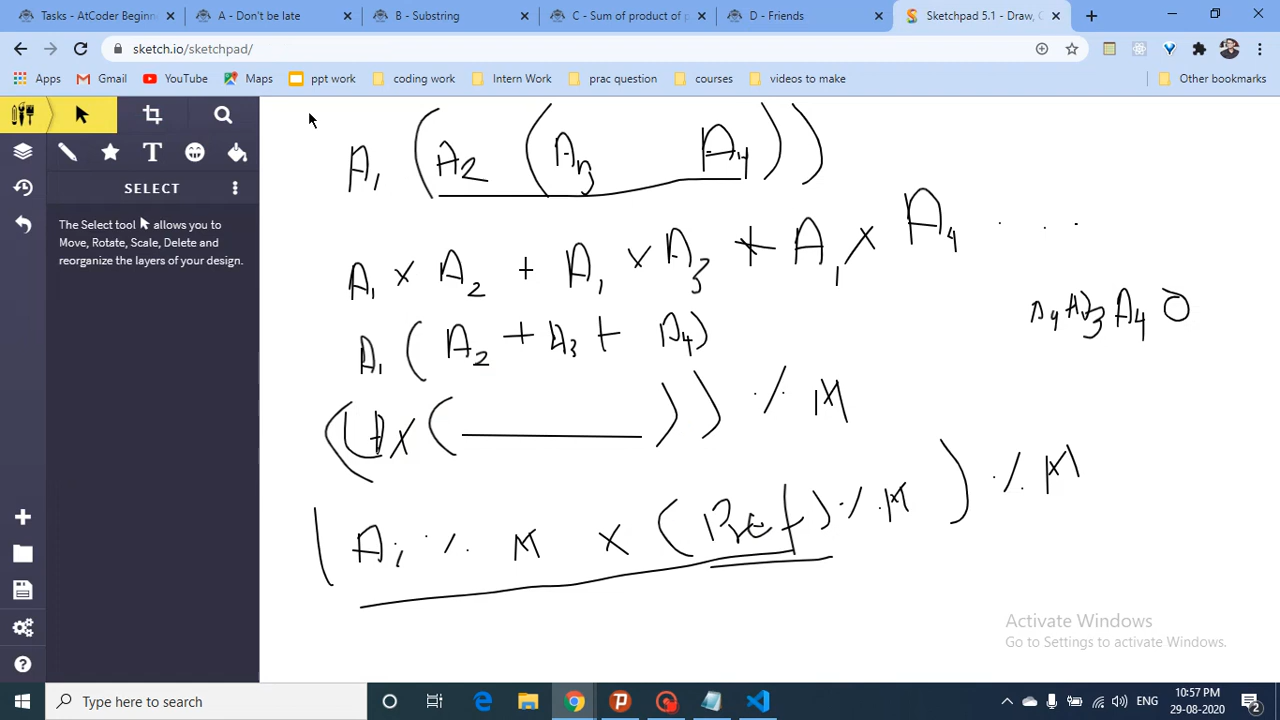 Tasks - AtCoder Beginn
A - Don't be late
B - Substring
C - Sum of product of p
D - Friends
Sketchpad 5.1 - Draw, C
sketch.io/sketchpad/
Apps
Gmail
YouTube
Maps
ppt work
coding work
Intern Work
prac question
courses
videos to make
Other bookmarks
SELECT
The Select tool allows you to
Move, Rotate, Scale, Delete and
reorganize the layers of your design.
A1 (A2 (A3 A4))
A1 × A2 + A1 × A3 + A1 × A4 . . .
A1 (A2 + A3 + A4)
A4 A3 A4 0
× ( ______ )) % M
(Ai % M × (Pref) % M) % M
Activate Windows
Go to Settings to activate Windows.
Type here to search
ENG
10:57 PM
29-08-2020
2